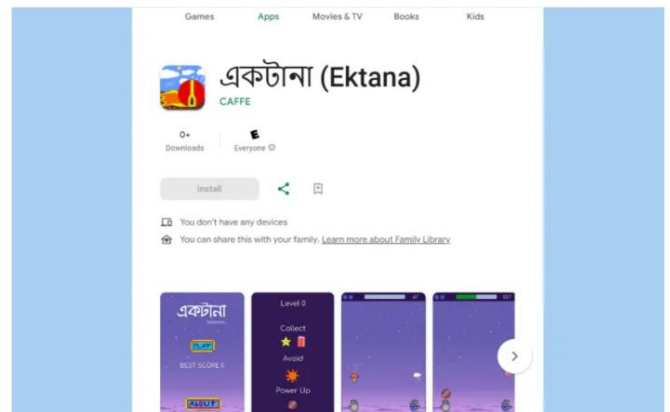 Games Apps Movies & TV Books Kids
একটানা (Ektana)
CAFFE
0+
Downloads
E
Everyone
Install
You don't have any devices
You can share this with your family. Learn more about Family Library
একটানা
PLAY
BEST SCORE 0
ABOUT
Level 0
Collect
Avoid
Power Up